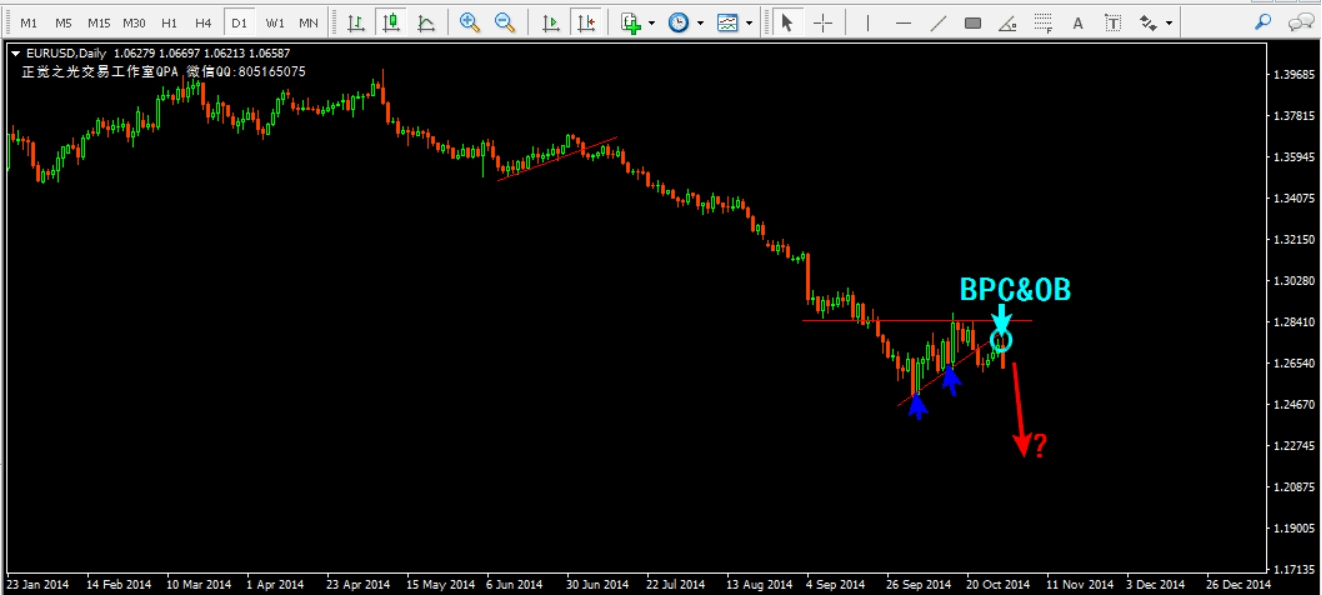 M1 M5 M15 M30 H1 H4 D1 W1 MN
EURUSD,Daily 1.06279 1.06697 1.06213 1.06587
正觉之光交易工作室QPA 微信QQ:805165075
BPC&OB
?
1.39685
1.37815
1.35945
1.34075
1.32150
1.30280
1.28410
1.26540
1.24670
1.22745
1.20875
1.19005
1.17135
23 Jan 2014 14 Feb 2014 10 Mar 2014 1 Apr 2014 23 Apr 2014 15 May 2014 6 Jun 2014 30 Jun 2014 22 Jul 2014 13 Aug 2014 4 Sep 2014 26 Sep 2014 20 Oct 2014 11 Nov 2014 3 Dec 2014 26 Dec 2014